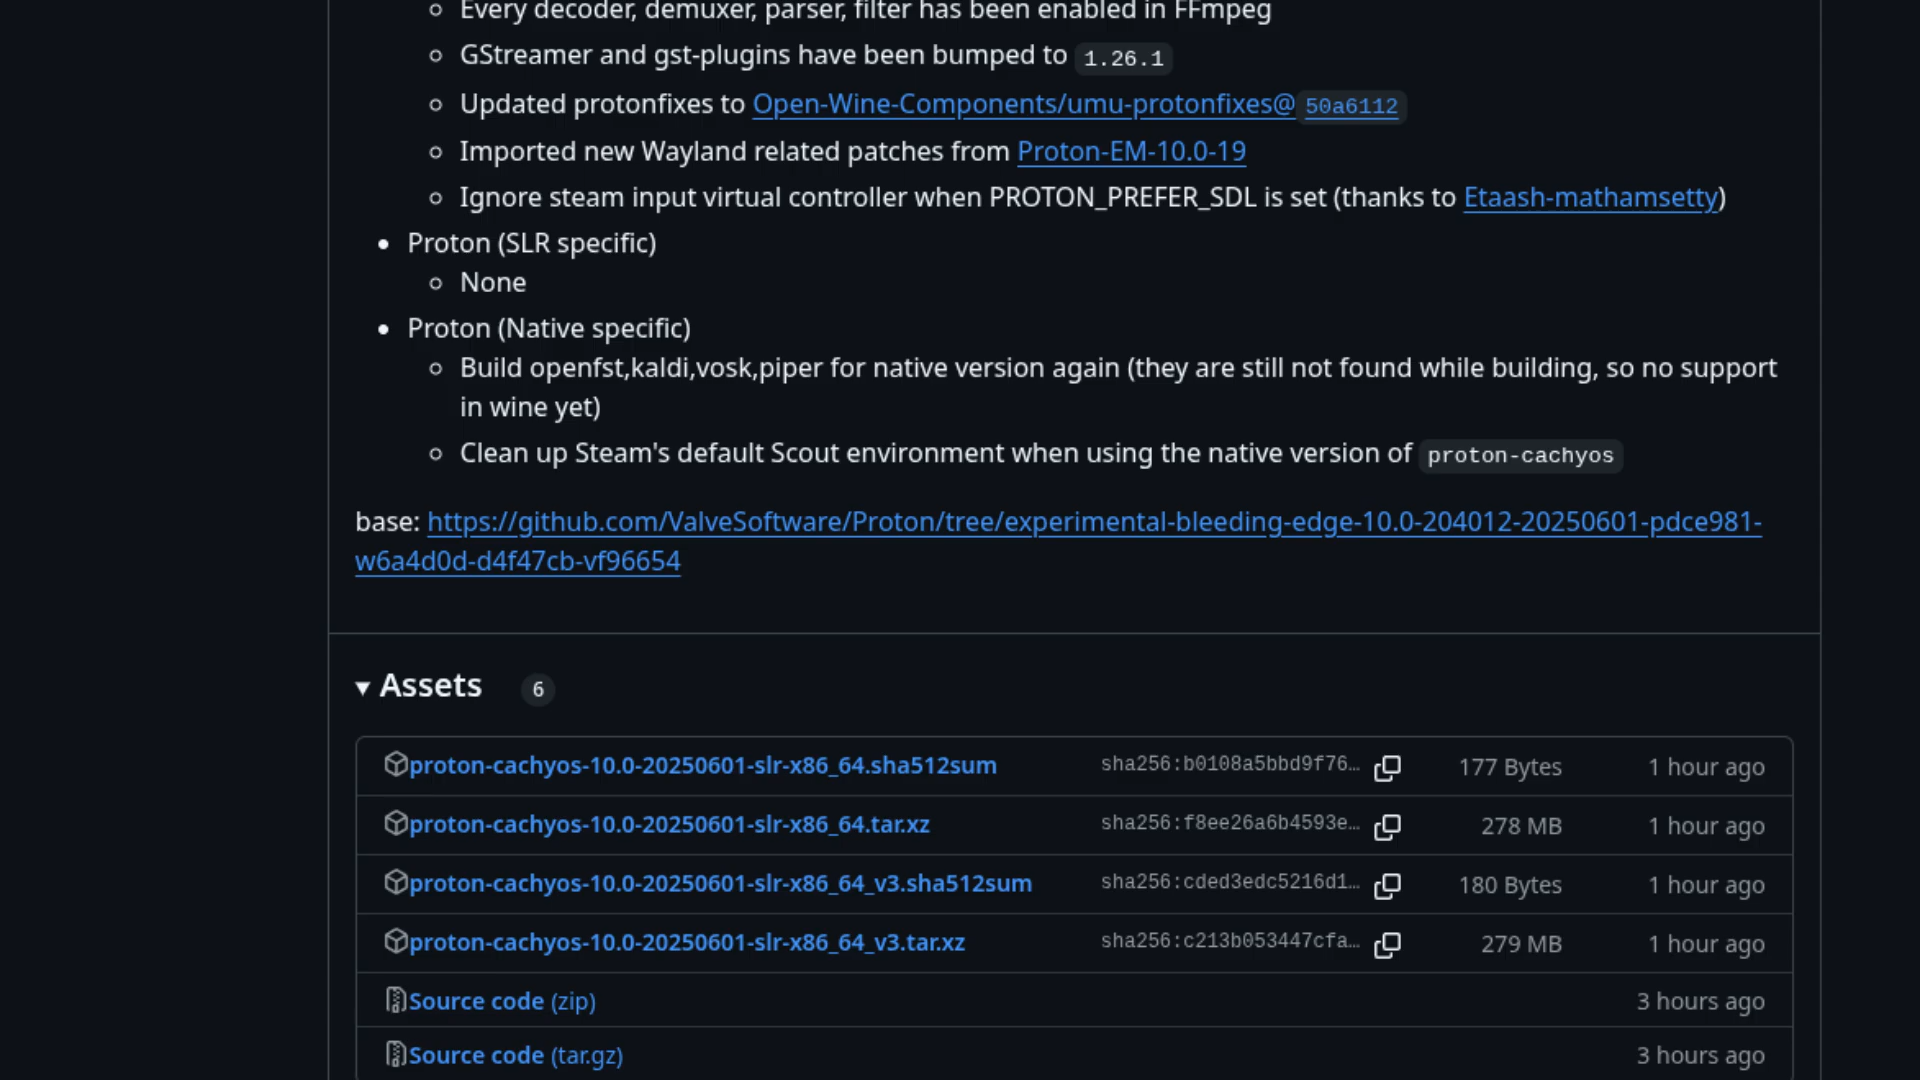 Every decoder, demuxer, parser, filter has been enabled in FFmpeg
GStreamer and gst-plugins have been bumped to 1.26.1
Updated protonfixes to Open-Wine-Components/umu-protonfixes@50a6112
Imported new Wayland related patches from Proton-EM-10.0-19
Ignore steam input virtual controller when PROTON_PREFER_SDL is set (thanks to Etaash-mathamsetty)
Proton (SLR specific)
None
Proton (Native specific)
Build openfst,kaldi,vosk,piper for native version again (they are still not found while building, so no support
in wine yet)
Clean up Steam's default Scout environment when using the native version of proton-cachyos
base: https://github.com/ValveSoftware/Proton/tree/experimental-bleeding-edge-10.0-204012-20250601-pdce981-
w6a4d0d-d4f47cb-vf96654
Assets 6
proton-cachyos-10.0-20250601-slr-x86_64.sha512sum sha256:b0108a5bbd9f76… 177 Bytes 1 hour ago
proton-cachyos-10.0-20250601-slr-x86_64.tar.xz sha256:f8ee26a6b4593e… 278 MB 1 hour ago
proton-cachyos-10.0-20250601-slr-x86_64_v3.sha512sum sha256:cded3edc5216d1… 180 Bytes 1 hour ago
proton-cachyos-10.0-20250601-slr-x86_64_v3.tar.xz sha256:c213b053447cfa… 279 MB 1 hour ago
Source code (zip) 3 hours ago
Source code (tar.gz) 3 hours ago